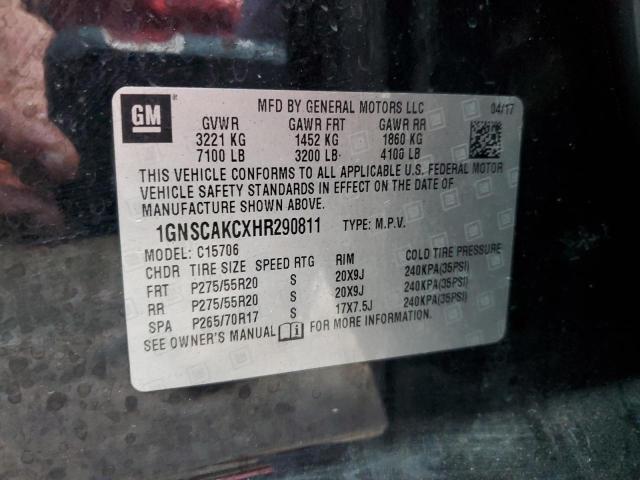 GM
MFD BY GENERAL MOTORS LLC 04/17
GVWR GAWR FRT GAWR RR
3221 KG 1452 KG 1860 KG
7100 LB 3200 LB 4100 LB
THIS VEHICLE CONFORMS TO ALL APPLICABLE U.S. FEDERAL MOTOR
VEHICLE SAFETY STANDARDS IN EFFECT ON THE DATE OF
MANUFACTURE SHOWN ABOVE.
1GNSCAKCXHR290811 TYPE: M.P.V.
MODEL: C15706
CHDR TIRE SIZE SPEED RTG RIM COLD TIRE PRESSURE
FRT P275/55R20 S 20X9J 240KPA(35PSI)
RR P275/55R20 S 20X9J 240KPA(35PSI)
SPA P265/70R17 S 17X7.5J 240KPA(35PSI)
SEE OWNER'S MANUAL FOR MORE INFORMATION.